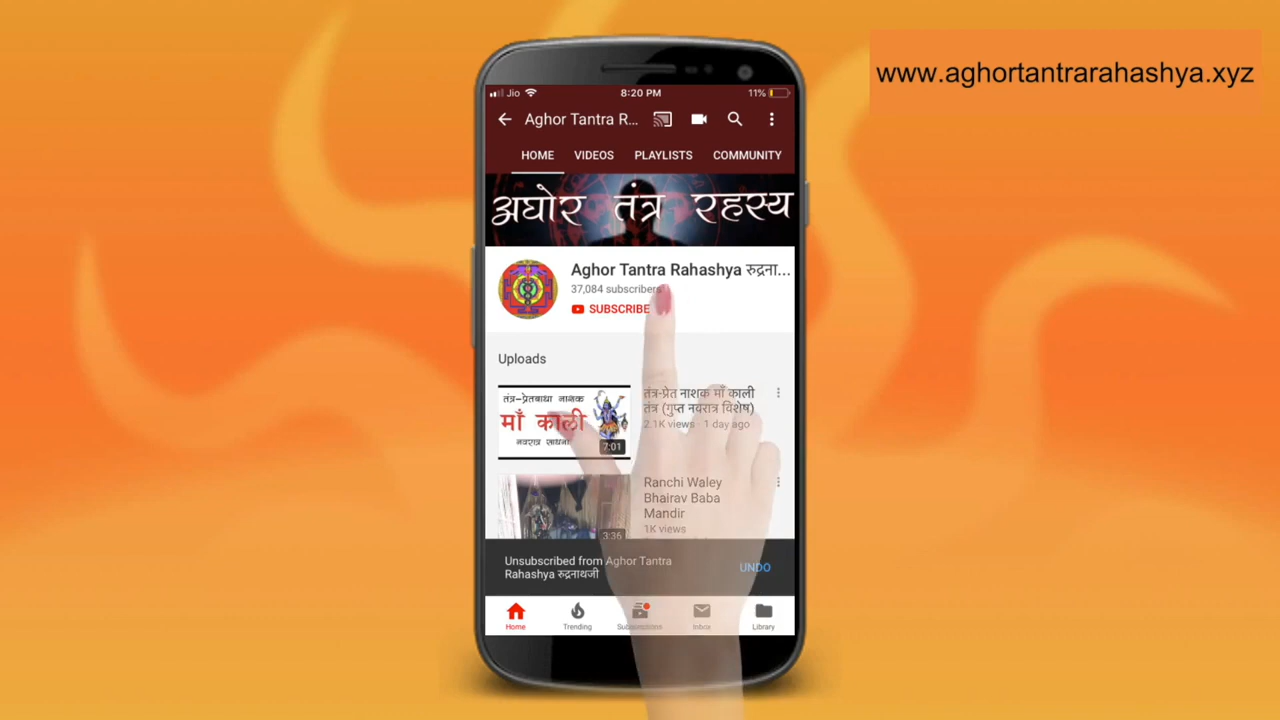 www.aghortantrarahashya.xyz
Jio 8:20 PM 11%
Aghor Tantra R...
HOME VIDEOS PLAYLISTS COMMUNITY
अघोर तंत्र रहस्य
Aghor Tantra Rahashya रुद्रना...
37,084 subscribers
SUBSCRIBE
Uploads
तंत्र-प्रेतबाधा नाशक
माँ काली
नवरात्र साधना
7:01
तंत्र-प्रेत नाशक माँ काली
तंत्र (गुप्त नवरात्र विशेष)
2.1K views · 1 day ago
Ranchi Waley
Bhairav Baba
Mandir
1K views
3:36
Unsubscribed from Aghor Tantra
Rahashya रुद्रनाथजी
UNDO
Home Trending Subscriptions Inbox Library